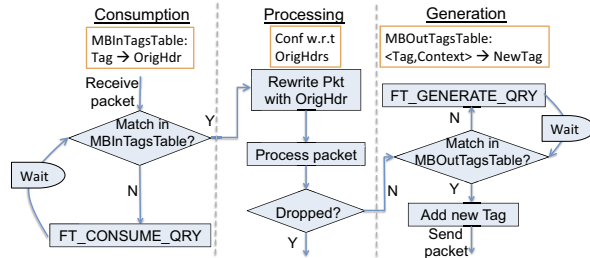 Consumption
MBInTagsTable:
Tag → OrigHdr
Receive
packet
Match in
MBInTagsTable?
Y
Wait
N
FT_CONSUME_QRY
Processing
Conf w.r.t
OrigHdrs
Rewrite Pkt
with OrigHdr
Process packet
Dropped?
N
Y
Generation
MBOutTagsTable:
<Tag,Context> → NewTag
FT_GENERATE_QRY
N
Wait
Match in
MBOutTagsTable?
Y
Add new Tag
Send
packet